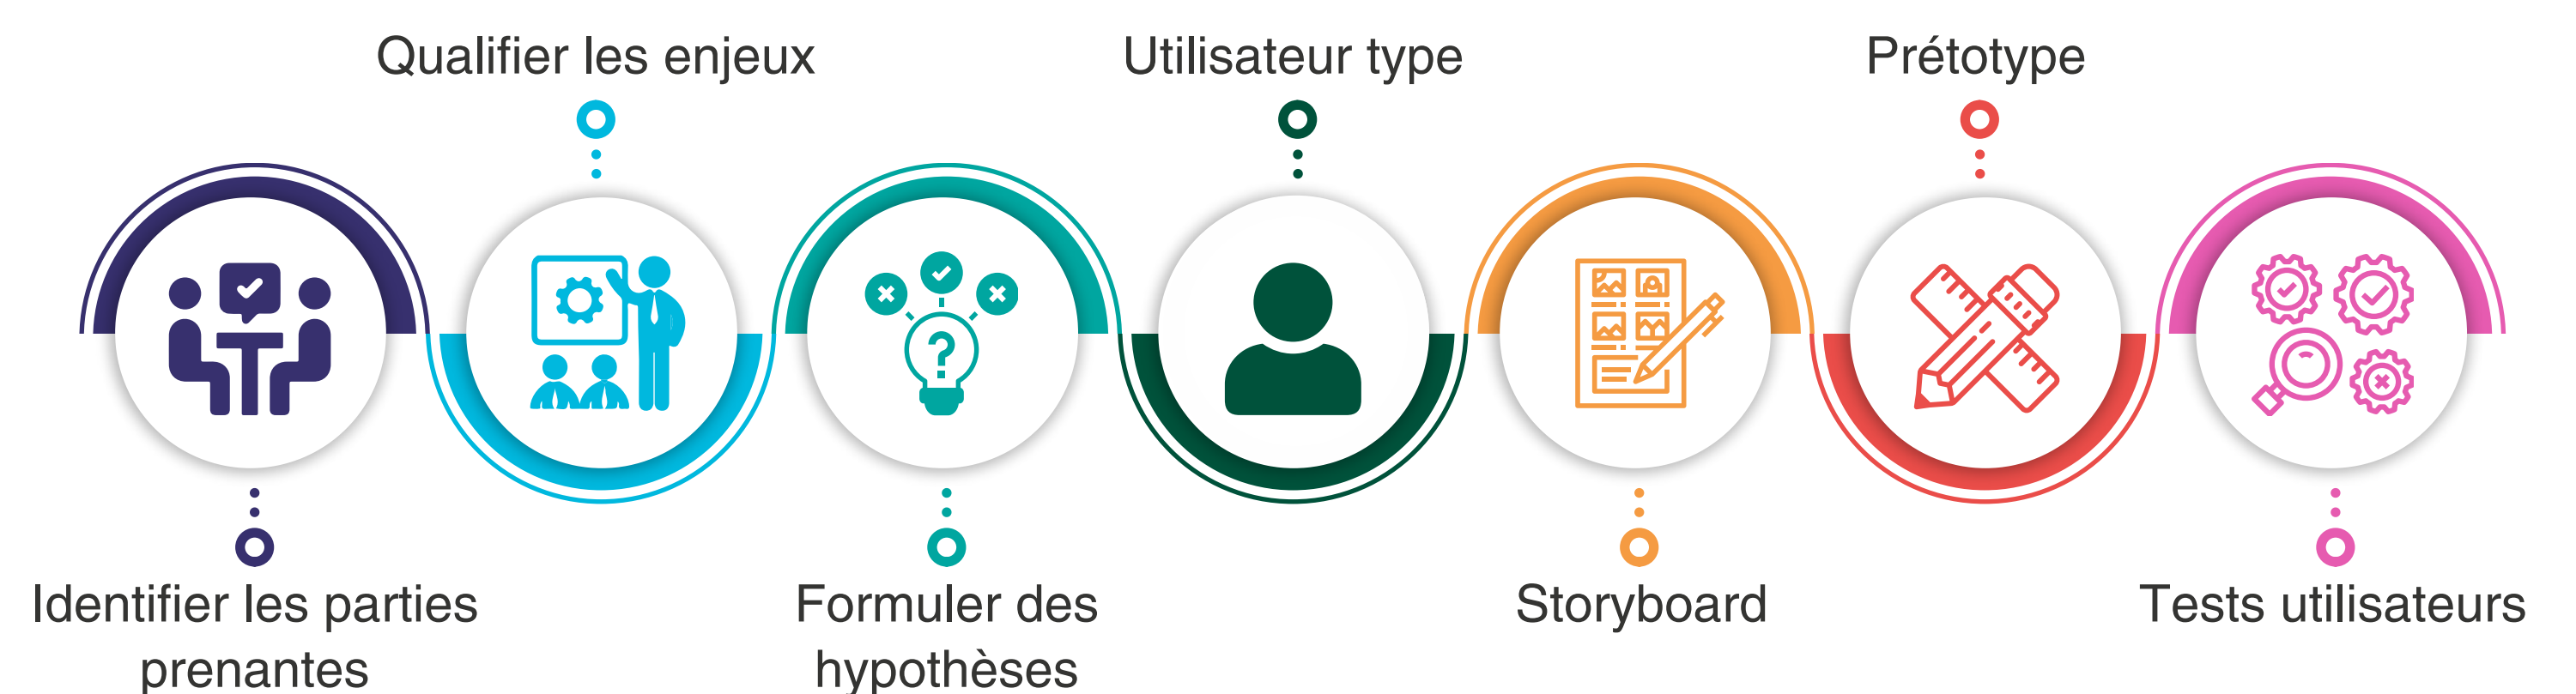 Qualifier les enjeux
Utilisateur type
Prétotype
Identifier les parties
prenantes
Formuler des
hypothèses
Storyboard
Tests utilisateurs
?